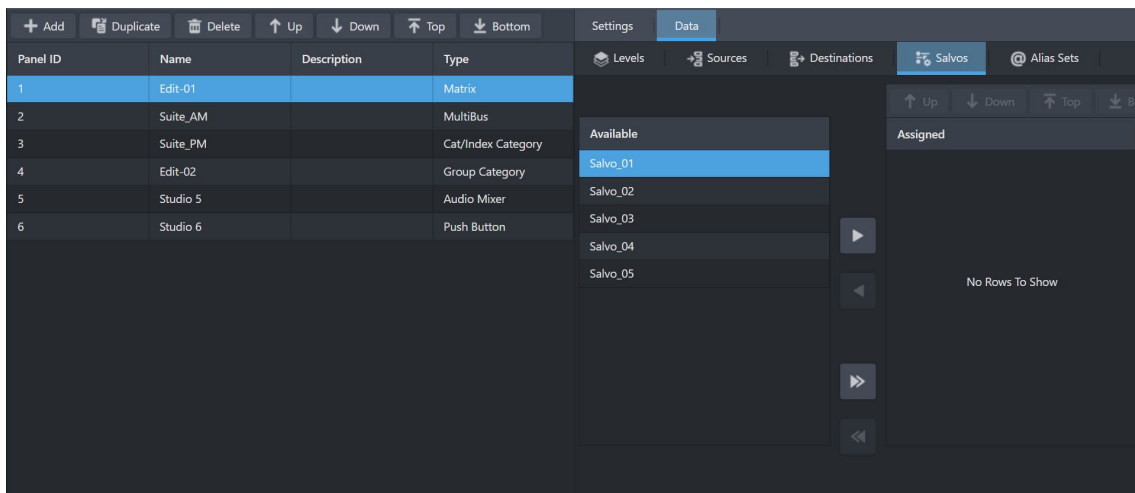 Add Duplicate Delete Up Down Top Bottom
Panel ID Name Description Type
1 Edit-01 Matrix
2 Suite_AM MultiBus
3 Suite_PM Cat/Index Category
4 Edit-02 Group Category
5 Studio 5 Audio Mixer
6 Studio 6 Push Button
Settings Data
Levels Sources Destinations Salvos @ Alias Sets
Up Down Top B
Available
Salvo_01
Salvo_02
Salvo_03
Salvo_04
Salvo_05
Assigned
No Rows To Show